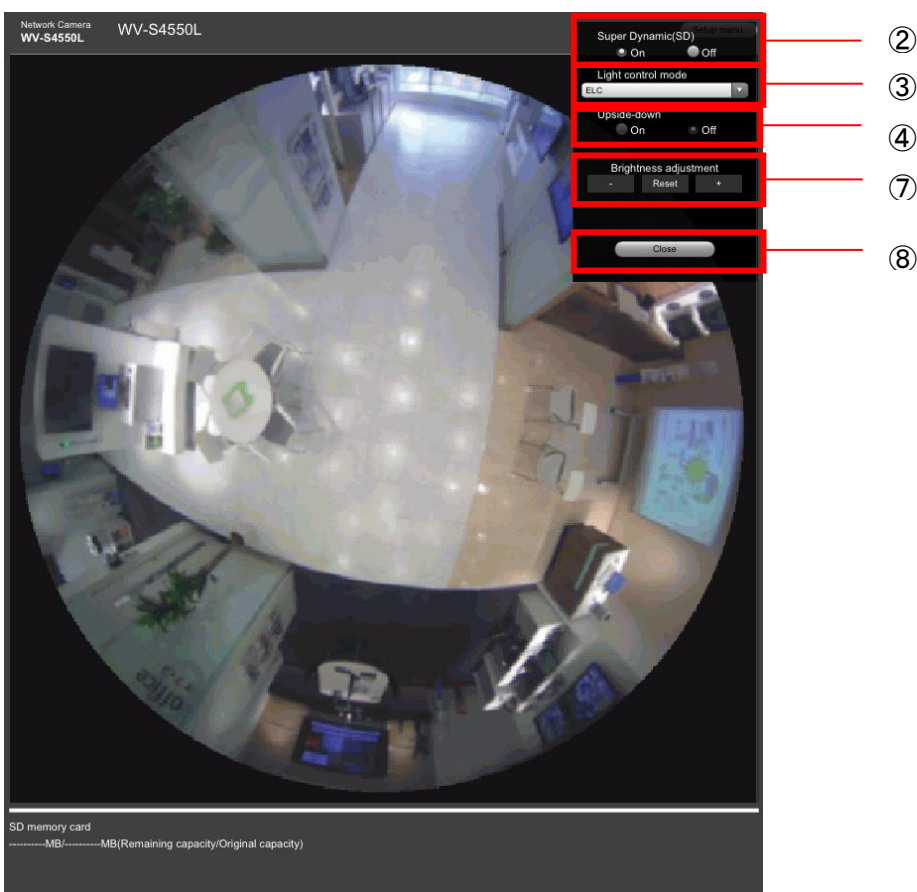 Network Camera
WV-S4550L
WV-S4550L
Setup menu
Super Dynamic(SD)
On Off
②
Light control mode
ELC
③
Upside-down
On Off
④
Brightness adjustment
- Reset +
⑦
Close
⑧
office
SD memory card
----------MB/----------MB(Remaining capacity/Original capacity)